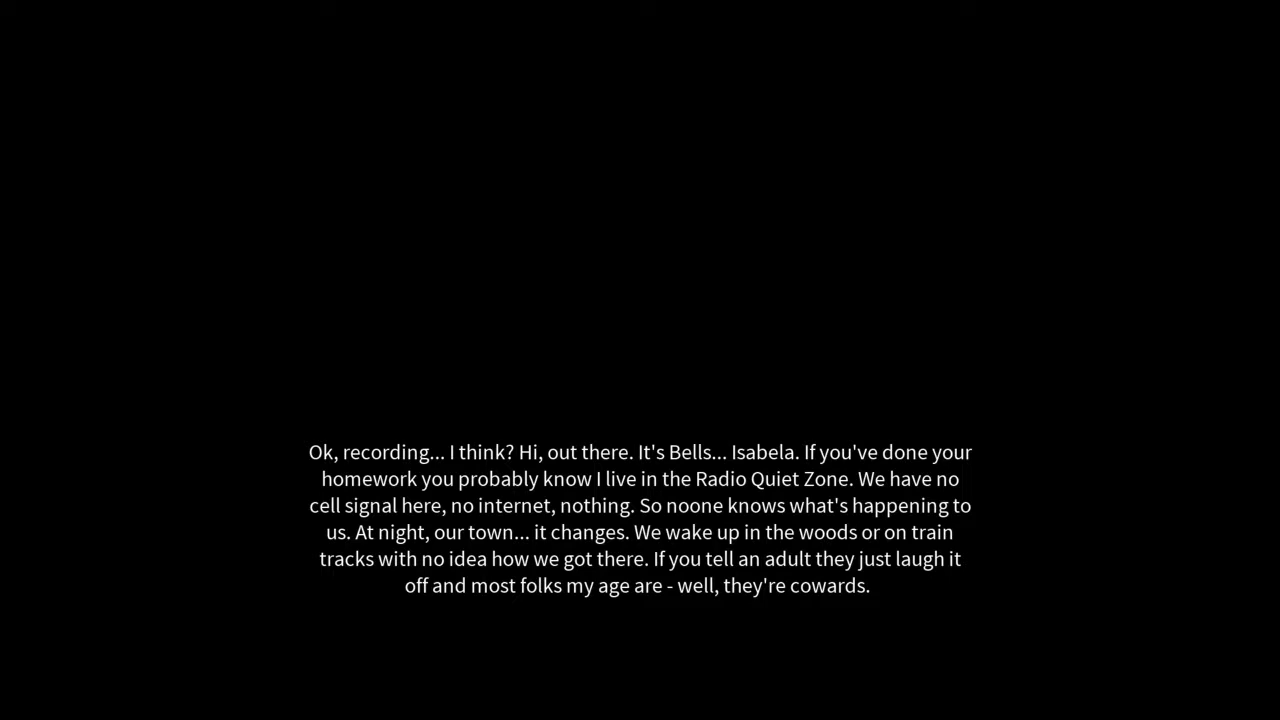 Ok, recording... I think? Hi, out there. It's Bells... Isabela. If you've done your
homework you probably know I live in the Radio Quiet Zone. We have no
cell signal here, no internet, nothing. So noone knows what's happening to
us. At night, our town... it changes. We wake up in the woods or on train
tracks with no idea how we got there. If you tell an adult they just laugh it
off and most folks my age are - well, they're cowards.